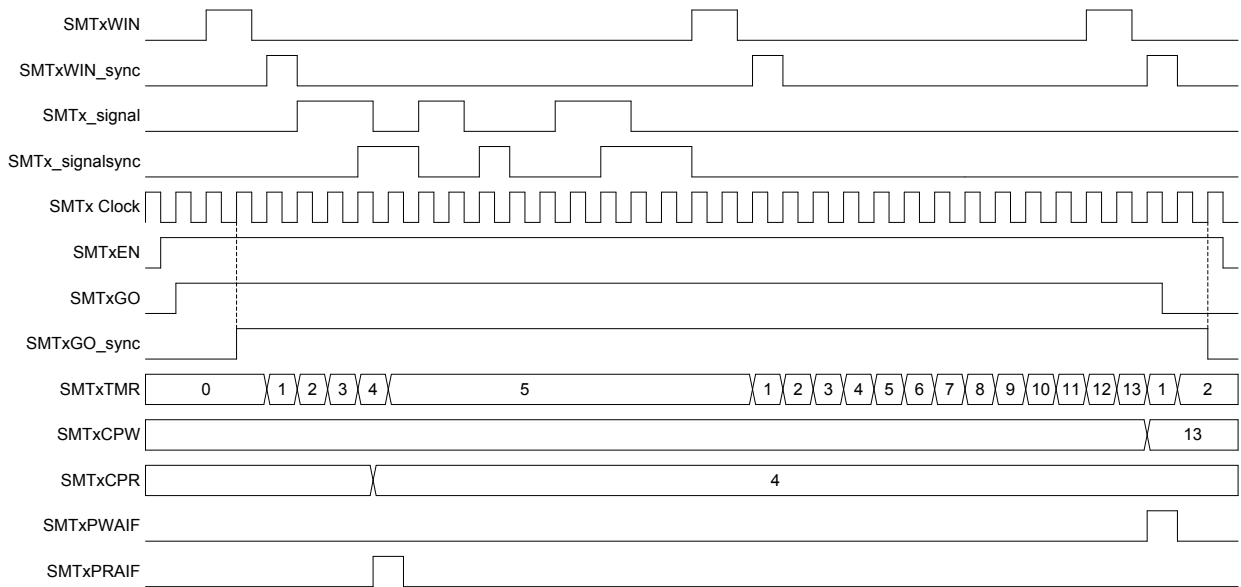 SMTxWIN
SMTxWIN_sync
SMTx_signal
SMTx_signalsync
SMTx Clock
SMTxEN
SMTxGO
SMTxGO_sync
SMTxTMR 0 1 2 3 4 5 1 2 3 4 5 6 7 8 9 10 11 12 13 1 2
SMTxCPW 13
SMTxCPR 4
SMTxPWAIF
SMTxPRAIF